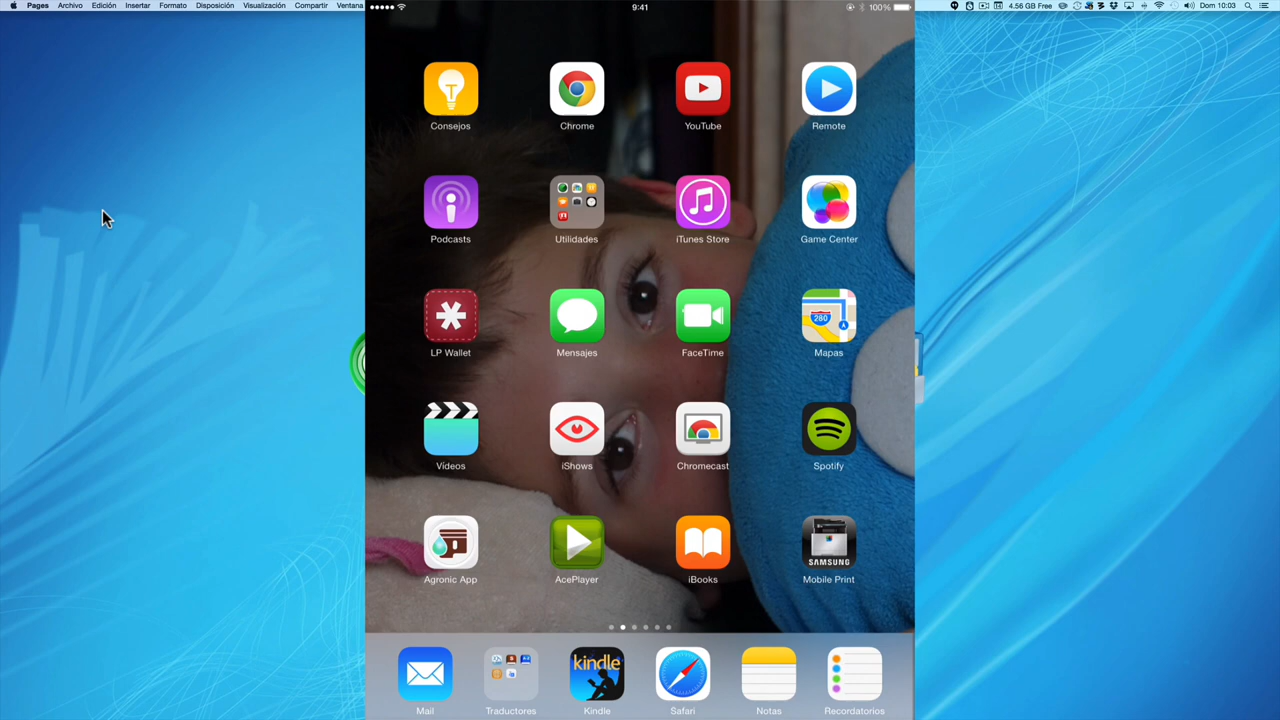 Pages Archivo Edición Insertar Formato Disposición Visualización Compartir Ventana
4.56 GB Free Dom 10:03
9:41
100%
Consejos Chrome YouTube Remote
Podcasts Utilidades iTunes Store Game Center
280
LP Wallet Mensajes FaceTime Mapas
Vídeos iShows Chromecast Spotify
SAMSUNG
Agronic App AcePlayer iBooks Mobile Print
kindle
Mail Traductores Kindle Safari Notas Recordatorios